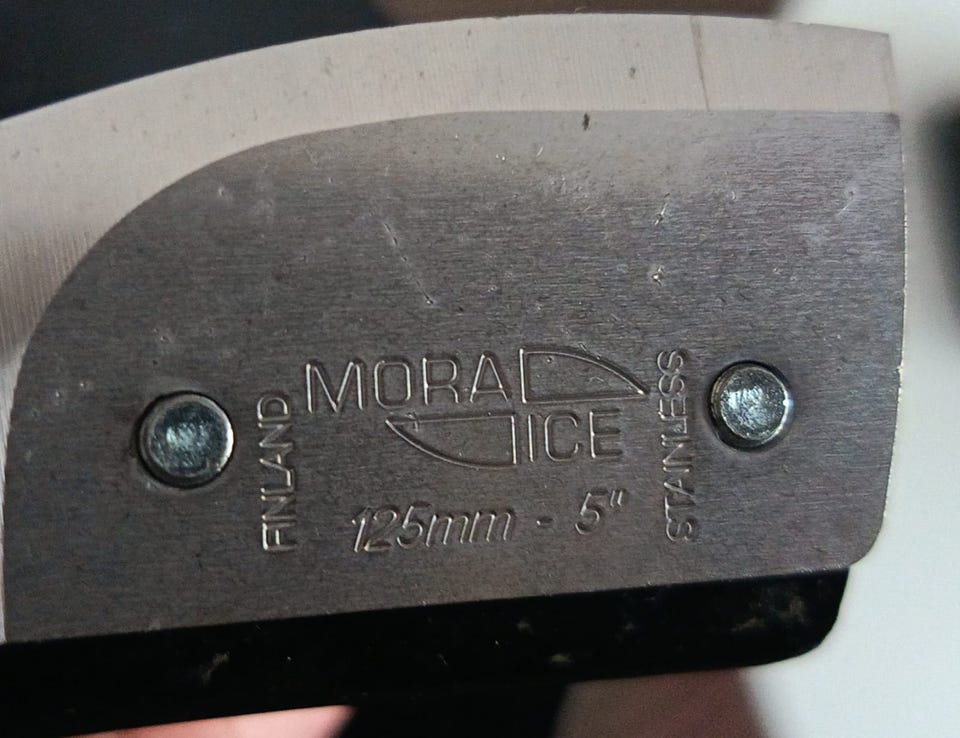 FINLAND
MORA
ICE
125mm - 5"
STAINLESS